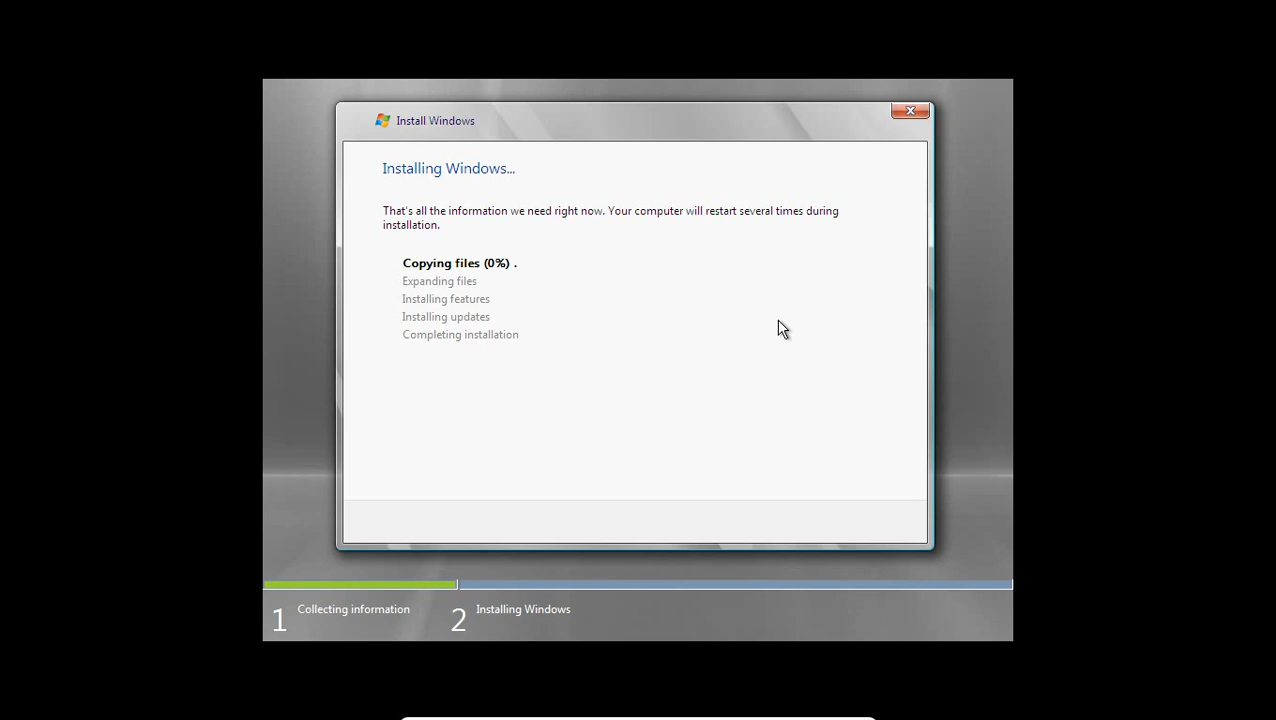 Install Windows
Installing Windows...
That's all the information we need right now. Your computer will restart several times during
installation.
Copying files (0%) .
Expanding files
Installing features
Installing updates
Completing installation
1 Collecting information
2 Installing Windows